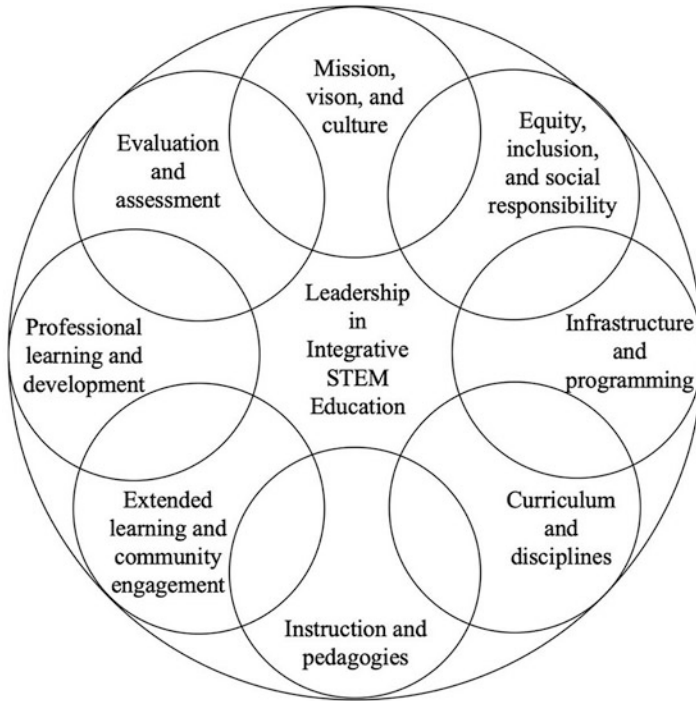 Mission,
vison, and
culture
Equity,
inclusion,
and social
responsibility
Infrastructure
and
programming
Curriculum
and
disciplines
Instruction and
pedagogies
Extended
learning and
community
engagement
Professional
learning and
development
Evaluation
and
assessment
Leadership
in
Integrative
STEM
Education